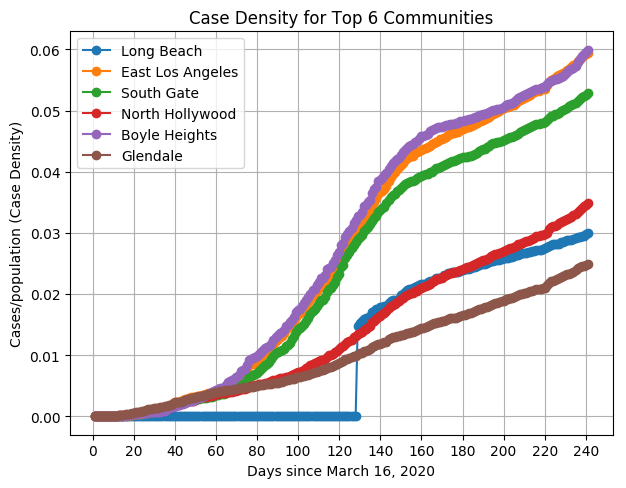 Case Density for Top 6 Communities
Long Beach
East Los Angeles
South Gate
North Hollywood
Boyle Heights
Glendale
Cases/population (Case Density)
0.06
0.05
0.04
0.03
0.02
0.01
0.00
0 20 40 60 80 100 120 140 160 180 200 220 240
Days since March 16, 2020